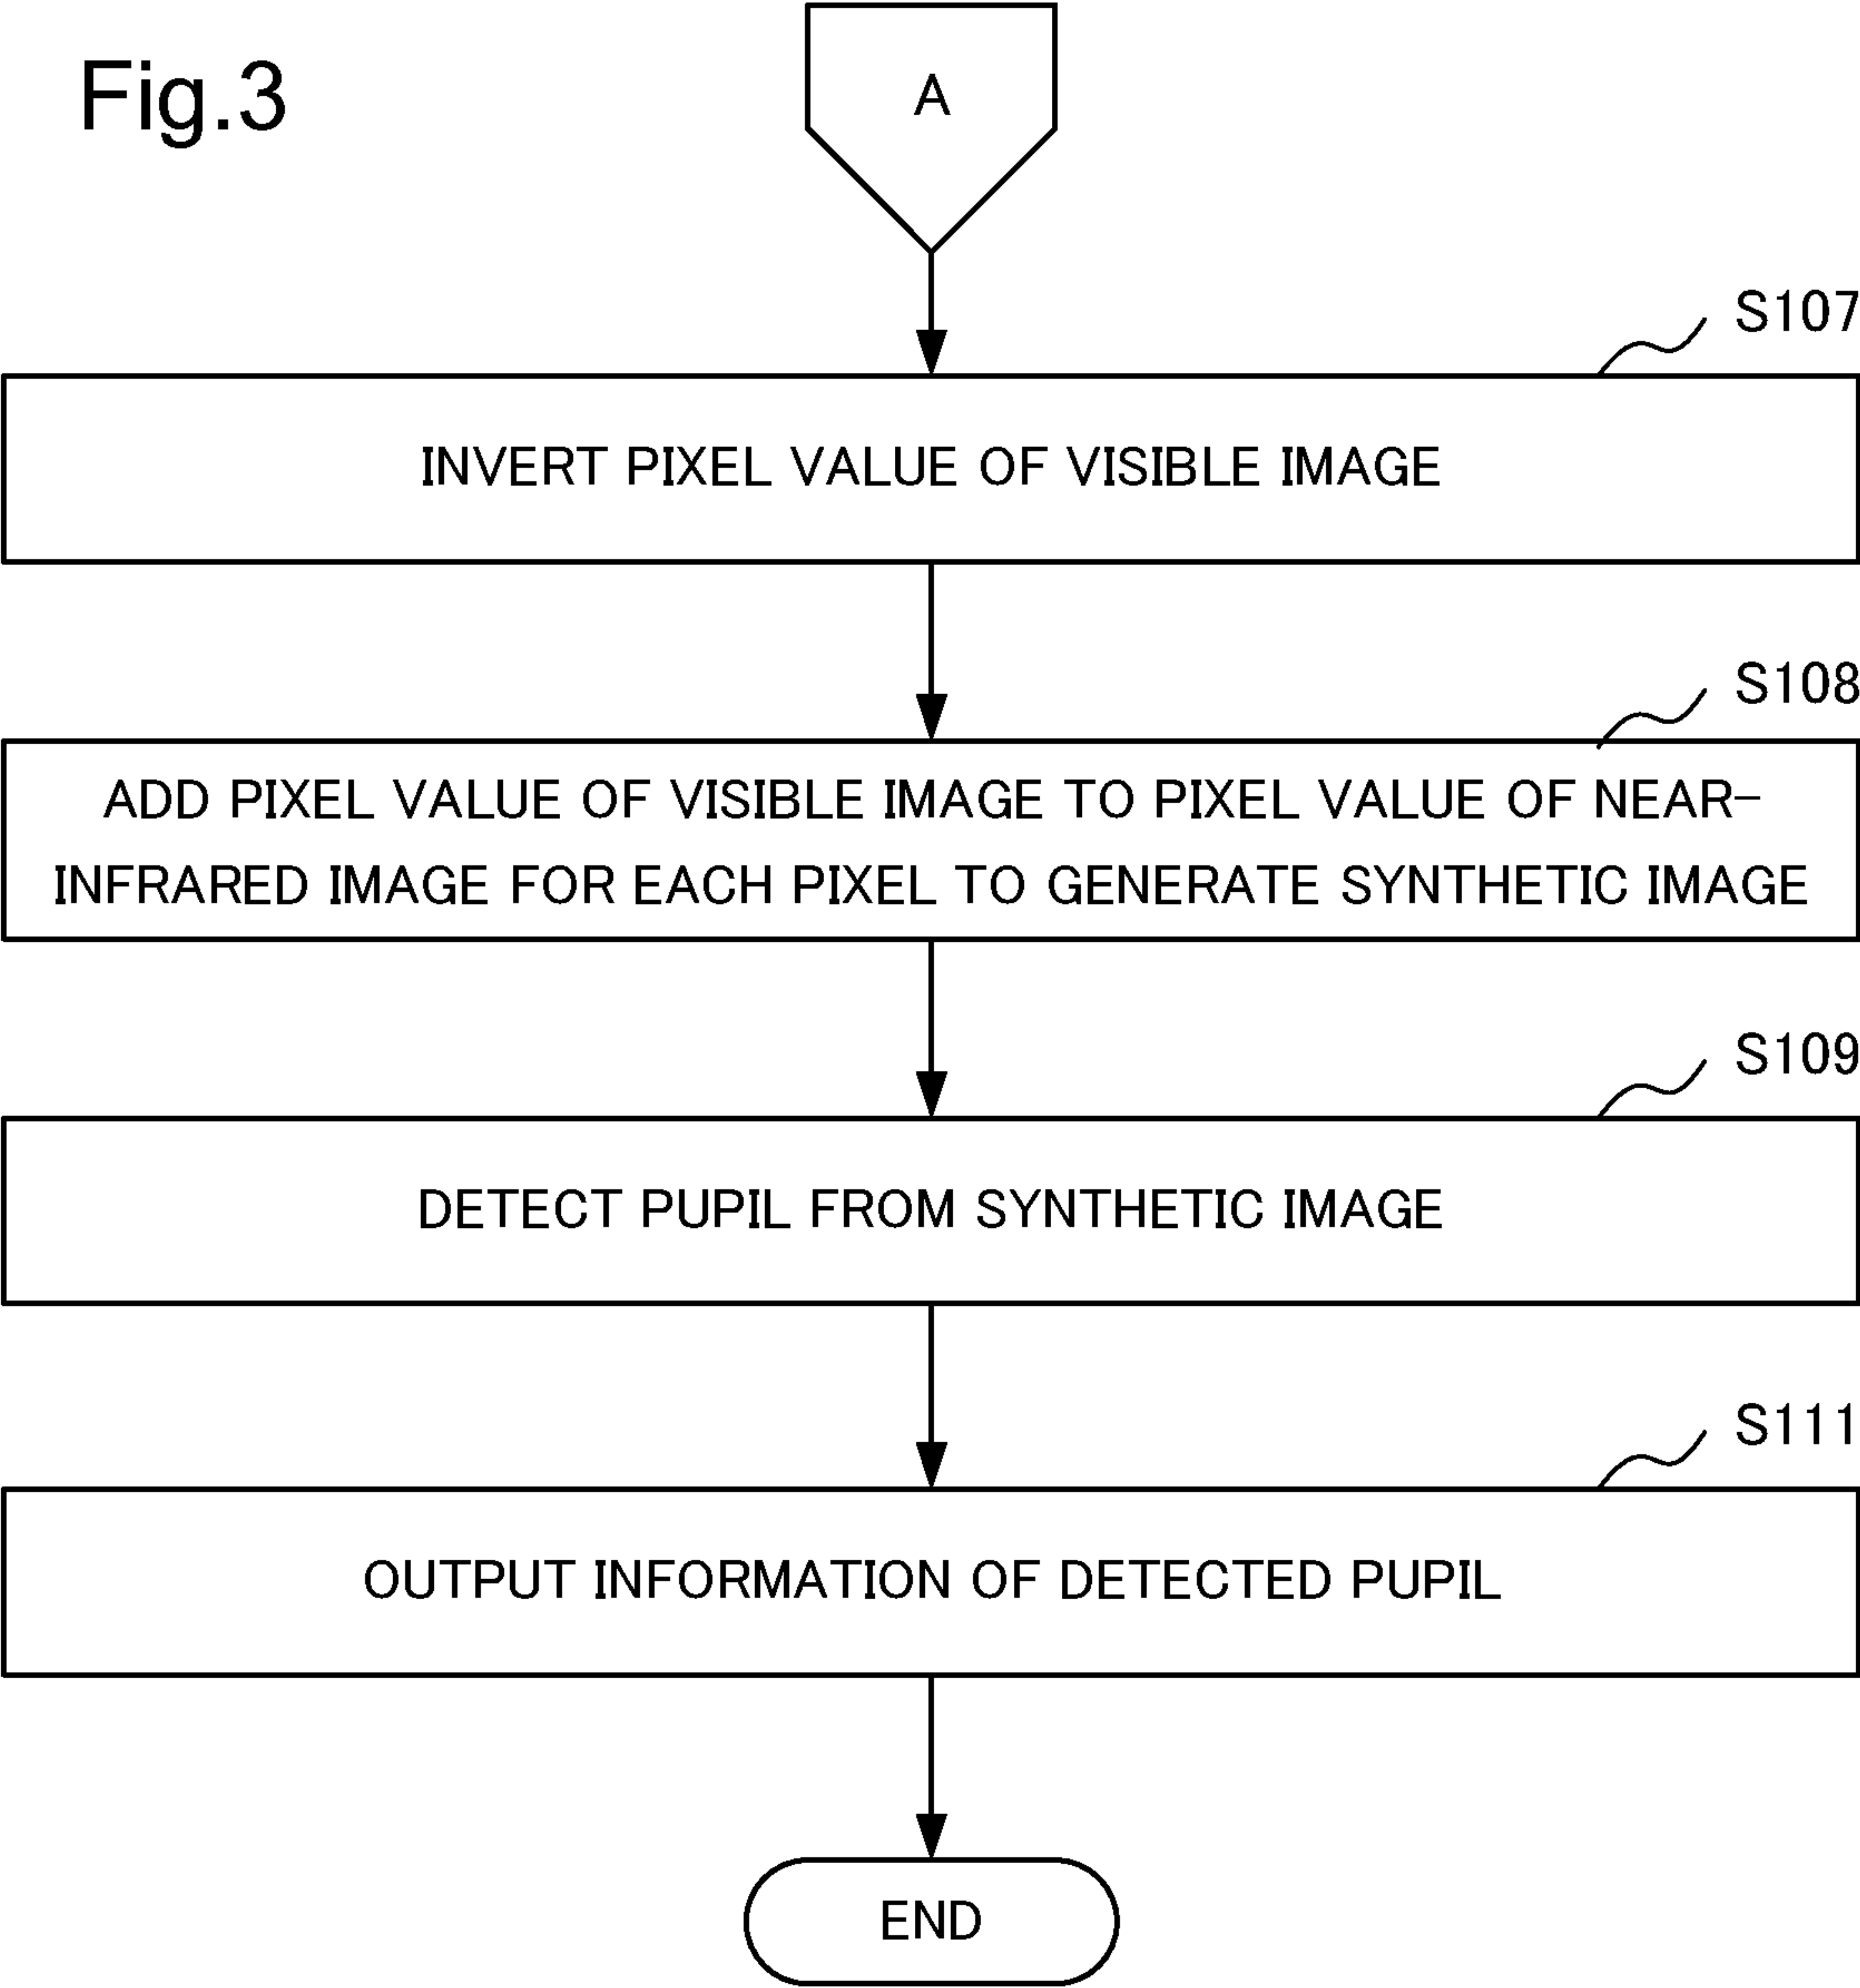 Fig.3
A
S107
INVERT PIXEL VALUE OF VISIBLE IMAGE
S108
ADD PIXEL VALUE OF VISIBLE IMAGE TO PIXEL VALUE OF NEAR-
INFRARED IMAGE FOR EACH PIXEL TO GENERATE SYNTHETIC IMAGE
S109
DETECT PUPIL FROM SYNTHETIC IMAGE
S111
OUTPUT INFORMATION OF DETECTED PUPIL
END